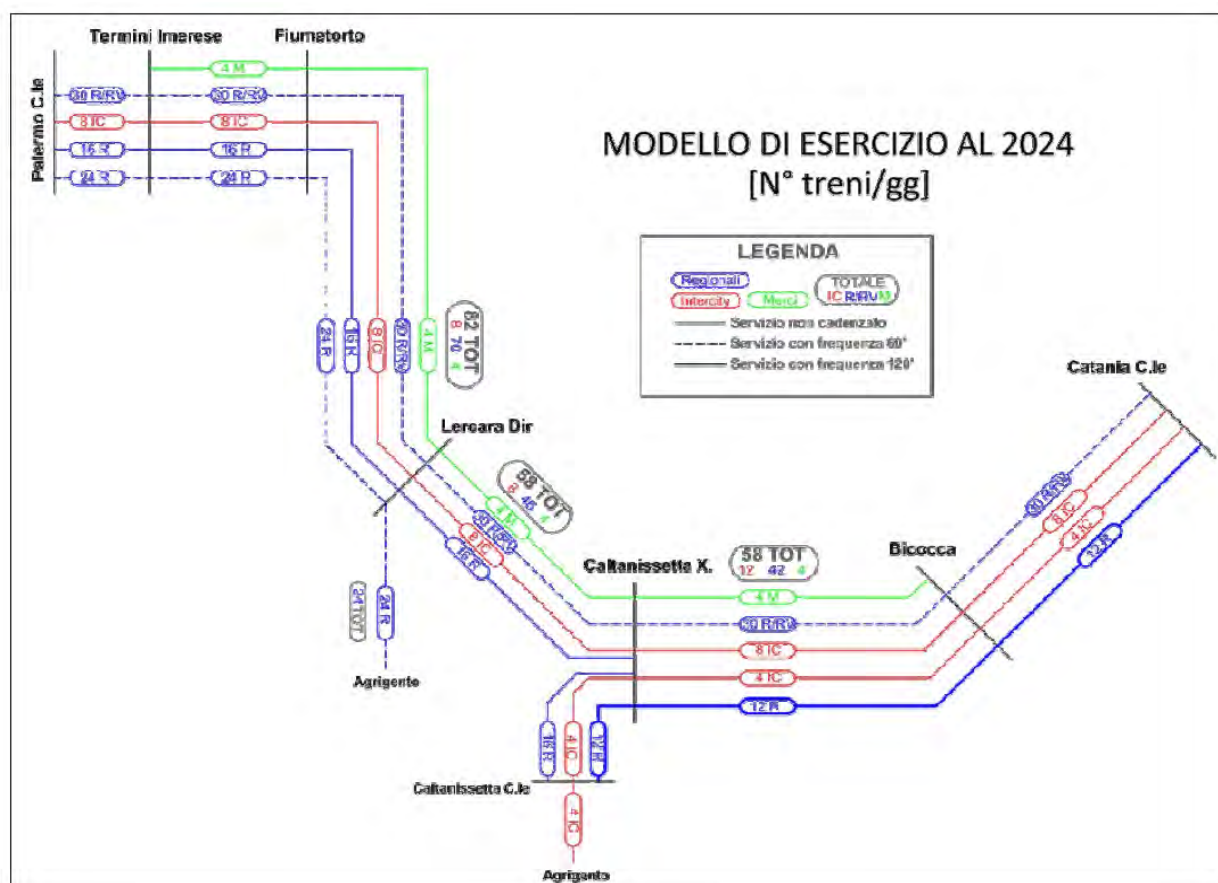 Termini Imerese
Fiumetorto
Palermo C.le
4 M
30 R/RV
30 R/RV
8 IC
8 IC
16 R
16 R
24 R
24 R
MODELLO DI ESERCIZIO AL 2024
[N° treni/gg]
LEGENDA
Regionali
Intercity
Merci
TOTALE
IC R/RV M
Servizio non cadenzato
Servizio con frequenza 60'
Servizio con frequenza 120'
24 R
16 R
8 IC
30 R/RV
4 M
82 TOT
8 70 4
Catania C.le
Lercara Dir
58 TOT
8 46 4
4 M
30 R/RV
8 IC
16 R
30 R/RV
8 IC
4 IC
12 R
Bicocca
Caltanissetta X.
58 TOT
12 42 4
4 M
30 R/RV
8 IC
4 IC
12 R
24 TOT
24 R
Agrigento
16 R
4 IC
12 R
Caltanissetta C.le
4 IC
Agrigento